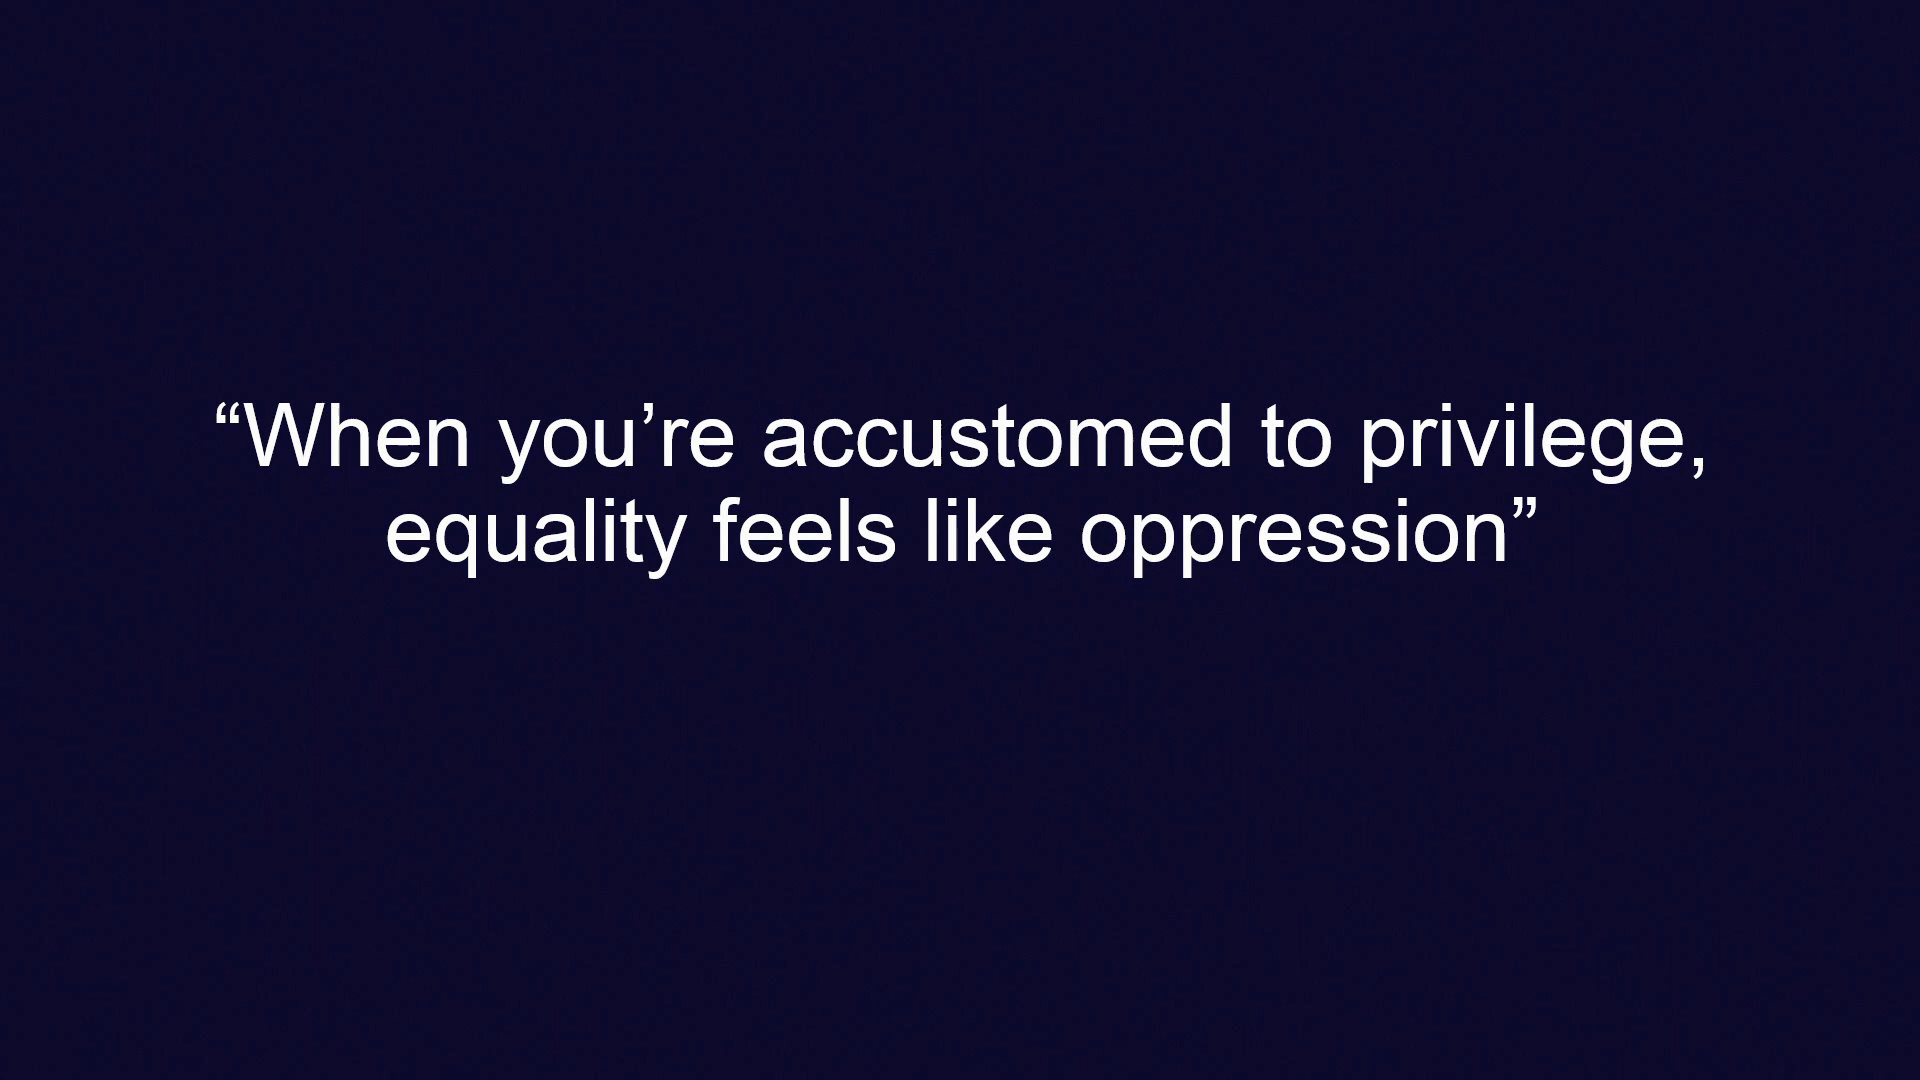 “When you’re accustomed to privilege,
equality feels like oppression”